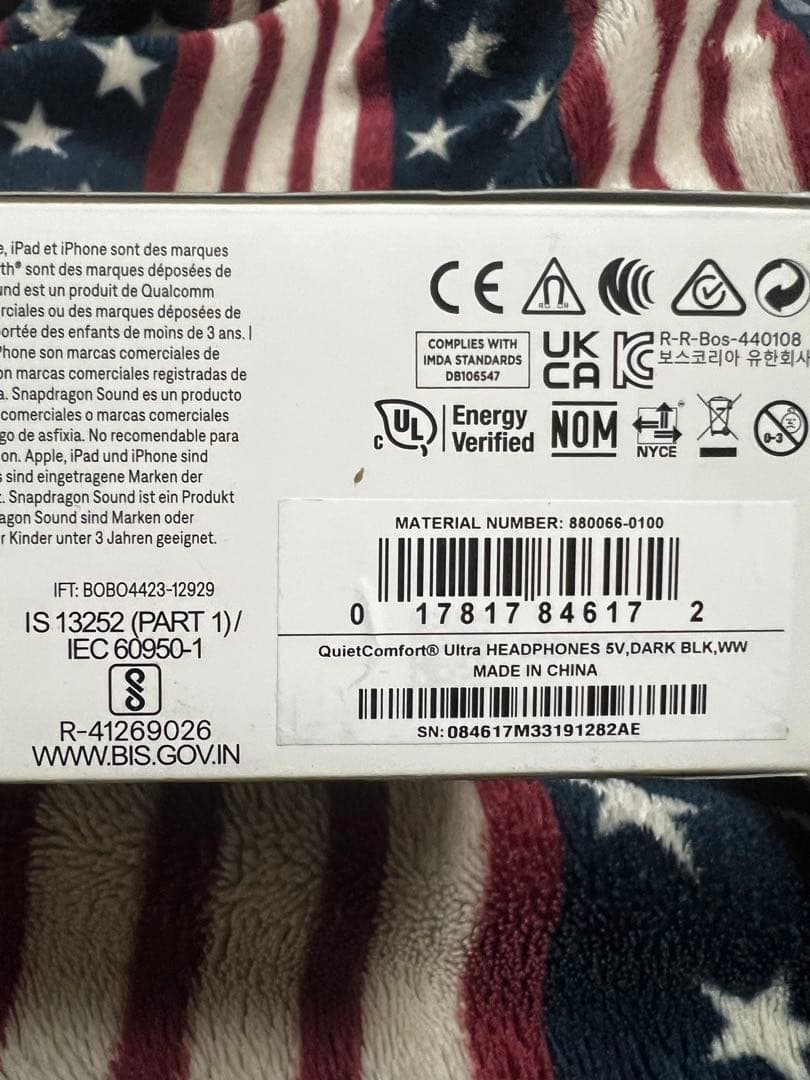 e, iPad et iPhone sont des marques
th® sont des marques déposées de
und est un produit de Qualcomm
rciales ou des marques déposées de
ortée des enfants de moins de 3 ans. |
Phone son marcas comerciales de
on marcas comerciales registradas de
a. Snapdragon Sound es un producto
comerciales o marcas comerciales
go de asfixia. No recomendable para
on. Apple, iPad und iPhone sind
s sind eingetragene Marken der
t. Snapdragon Sound ist ein Produkt
agon Sound sind Marken oder
r Kinder unter 3 Jahren geeignet.
IFT: BOBO4423-12929
IS 13252 (PART 1)/
IEC 60950-1
R-41269026
WWW.BIS.GOV.IN
CE
COMPLIES WITH
IMDA STANDARDS
DB106547
UK
CA
R-R-Bos-440108
보스코리아 유한회사
c UL Energy
Verified
NOM
NYCE
0-3
MATERIAL NUMBER: 880066-0100
0 17817 84617 2
QuietComfort® Ultra HEADPHONES 5V,DARK BLK,WW
MADE IN CHINA
SN: 084617M33191282AE